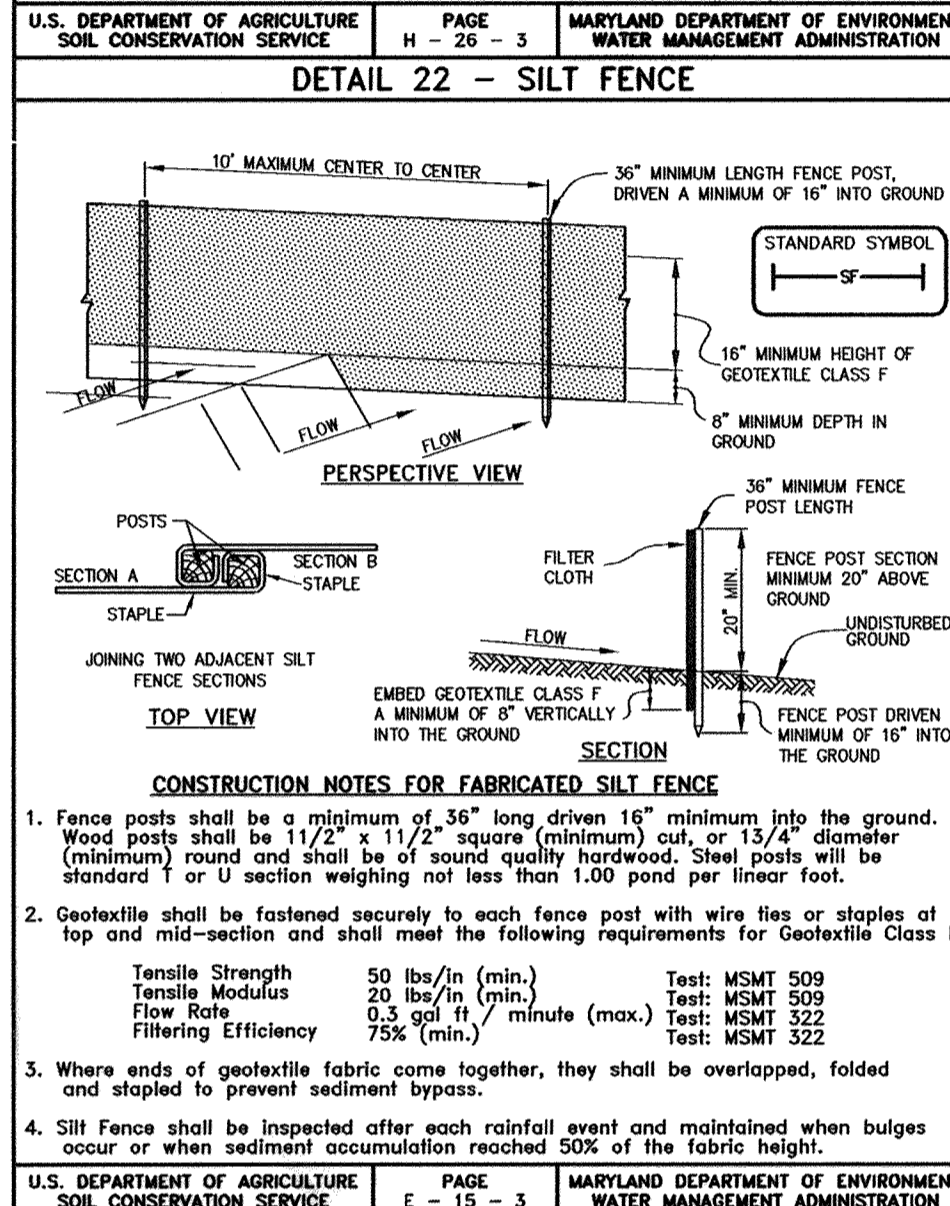 U.S. DEPARTMENT OF AGRICULTURE
SOIL CONSERVATION SERVICE
PAGE
H - 26 - 3
MARYLAND DEPARTMENT OF ENVIRONMEN
WATER MANAGEMENT ADMINISTRATION
DETAIL 22 - SILT FENCE
10' MAXIMUM CENTER TO CENTER
36" MINIMUM LENGTH FENCE POST,
DRIVEN A MINIMUM OF 16" INTO GROUND
STANDARD SYMBOL
SF
16" MINIMUM HEIGHT OF
GEOTEXTILE CLASS F
8" MINIMUM DEPTH IN
GROUND
FLOW
FLOW
FLOW
PERSPECTIVE VIEW
POSTS
SECTION A
SECTION B
STAPLE
STAPLE
JOINING TWO ADJACENT SILT
FENCE SECTIONS
TOP VIEW
36" MINIMUM FENCE
POST LENGTH
FILTER
CLOTH
20" MIN.
FENCE POST SECTION
MINIMUM 20" ABOVE
GROUND
FLOW
UNDISTURBED
GROUND
EMBED GEOTEXTILE CLASS F
A MINIMUM OF 8" VERTICALLY
INTO THE GROUND
FENCE POST DRIVEN
MINIMUM OF 16" INTO
THE GROUND
SECTION
CONSTRUCTION NOTES FOR FABRICATED SILT FENCE
1. Fence posts shall be a minimum of 36" long driven 16" minimum into the ground.
Wood posts shall be 11/2" x 11/2" square (minimum) cut, or 13/4" diameter
(minimum) round and shall be of sound quality hardwood. Steel posts will be
standard T or U section weighing not less than 1.00 pond per linear foot.
2. Geotextile shall be fastened securely to each fence post with wire ties or staples at
top and mid-section and shall meet the following requirements for Geotextile Class
Tensile Strength 50 lbs/in (min.) Test: MSMT 509
Tensile Modulus 20 lbs/in (min.) Test: MSMT 509
Flow Rate 0.3 gal ft / minute (max.) Test: MSMT 322
Filtering Efficiency 75% (min.) Test: MSMT 322
3. Where ends of geotextile fabric come together, they shall be overlapped, folded
and stapled to prevent sediment bypass.
4. Silt Fence shall be inspected after each rainfall event and maintained when bulges
occur or when sediment accumulation reached 50% of the fabric height.
U.S. DEPARTMENT OF AGRICULTURE
SOIL CONSERVATION SERVICE
PAGE
E - 15 - 3
MARYLAND DEPARTMENT OF ENVIRONMEN
WATER MANAGEMENT ADMINISTRATION